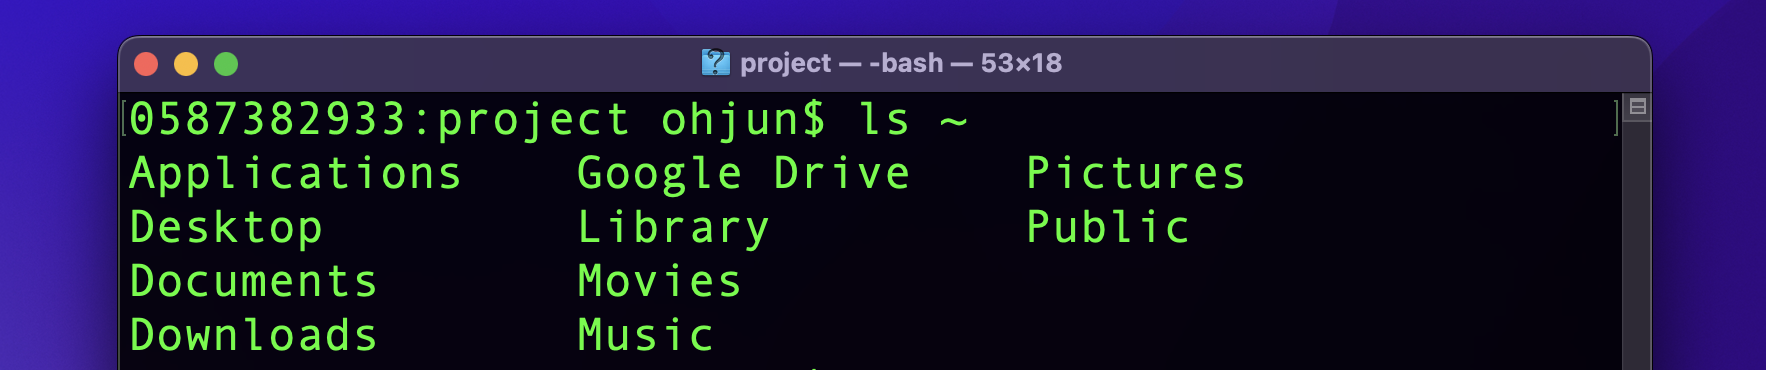 project — -bash — 53×18
0587382933:project ohjun$ ls ~
Applications Google Drive Pictures
Desktop Library Public
Documents Movies
Downloads Music